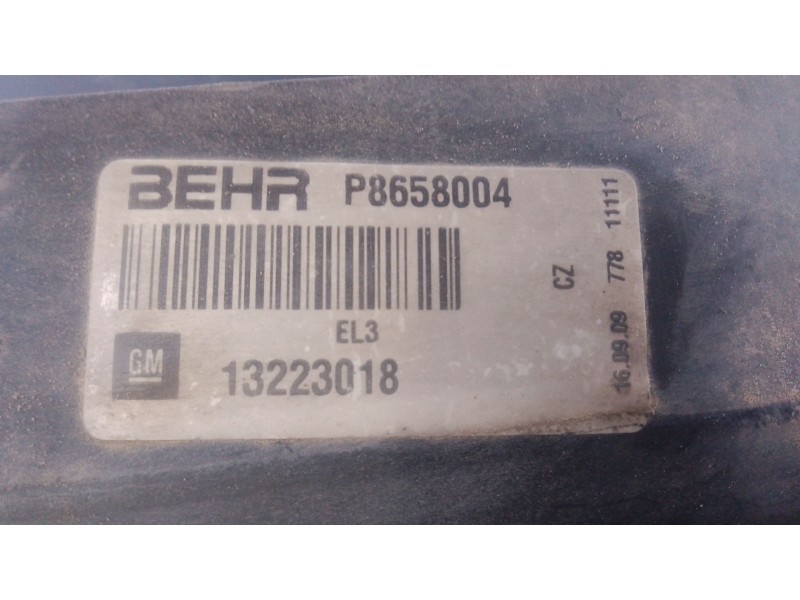 BEHR P8658004
EL3
GM 13223018
CZ
16.09.09 778 11111